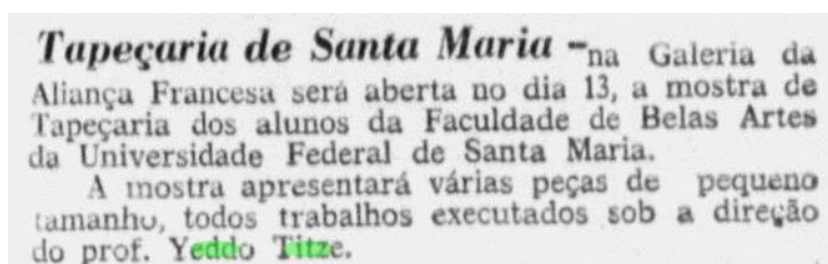 Tapeçaria de Santa Maria - na Galeria da
Aliança Francesa será aberta no dia 13, a mostra de
Tapeçaria dos alunos da Faculdade de Belas Artes
da Universidade Federal de Santa Maria.
A mostra apresentará várias peças de pequeno
tamanho, todos trabalhos executados sob a direção
do prof. Yeddo Titze.